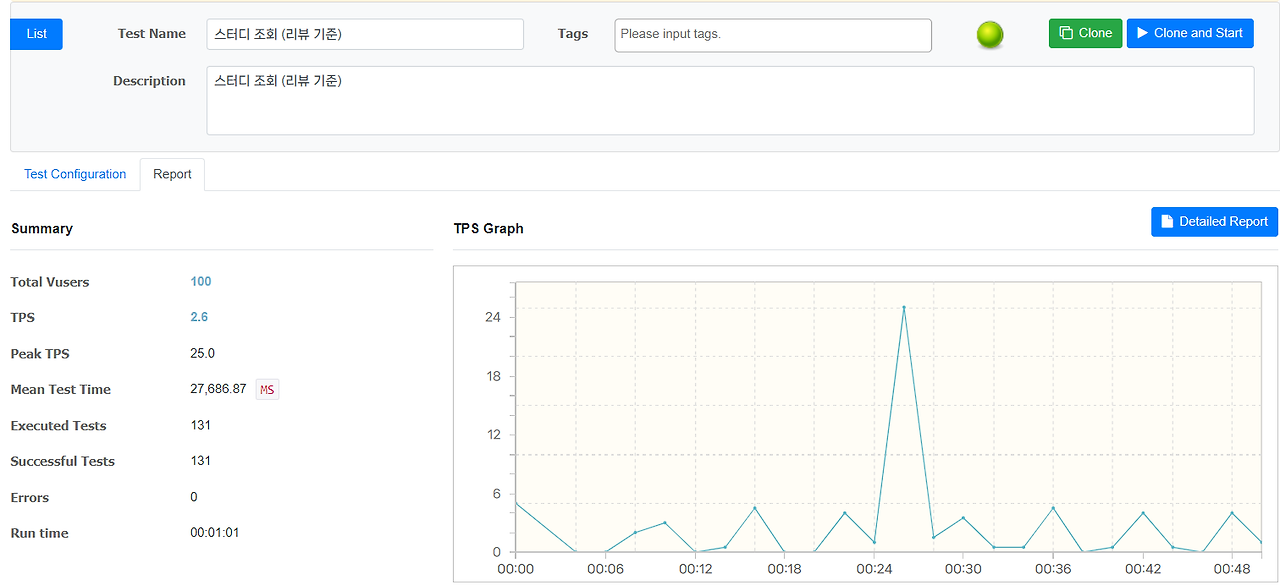 List
Test Name
스터디 조회 (리뷰 기준)
Tags
Please input tags.
Clone
Clone and Start
Description
스터디 조회 (리뷰 기준)
Test Configuration
Report
Summary
Total Vusers 100
TPS 2.6
Peak TPS 25.0
Mean Test Time 27,686.87 MS
Executed Tests 131
Successful Tests 131
Errors 0
Run time 00:01:01
TPS Graph
Detailed Report
24
18
12
6
0
00:00 00:06 00:12 00:18 00:24 00:30 00:36 00:42 00:48